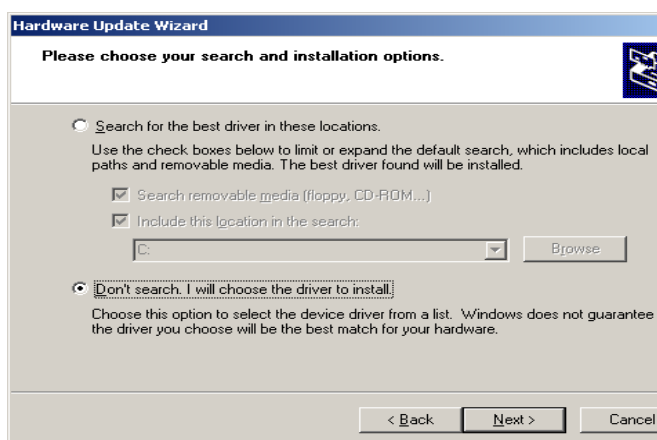 Hardware Update Wizard
Please choose your search and installation options.
Search for the best driver in these locations.
Use the check boxes below to limit or expand the default search, which includes local
paths and removable media. The best driver found will be installed.
Search removable media (floppy, CD-ROM...)
Include this location in the search:
C:
Browse
Don't search. I will choose the driver to install.
Choose this option to select the device driver from a list. Windows does not guarantee
the driver you choose will be the best match for your hardware.
< Back
Next >
Cancel